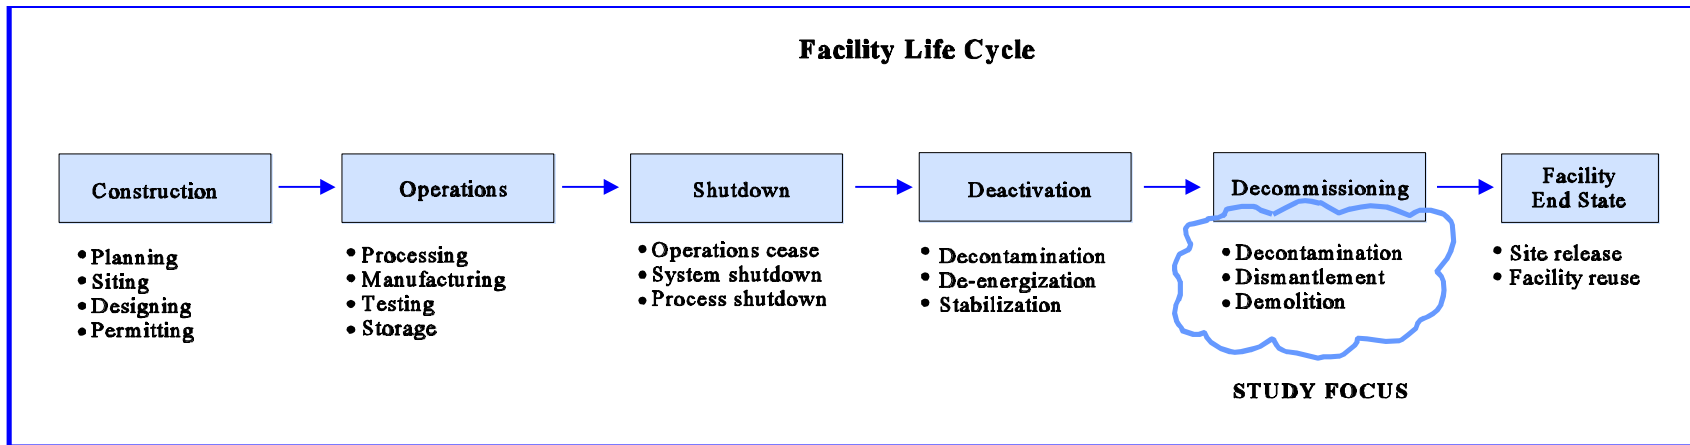 Facility Life Cycle
Construction
• Planning
• Siting
• Designing
• Permitting
Operations
• Processing
• Manufacturing
• Testing
• Storage
Shutdown
• Operations cease
• System shutdown
• Process shutdown
Deactivation
• Decontamination
• De-energization
• Stabilization
Decommissioning
• Decontamination
• Dismantlement
• Demolition
STUDY FOCUS
Facility
End State
• Site release
• Facility reuse